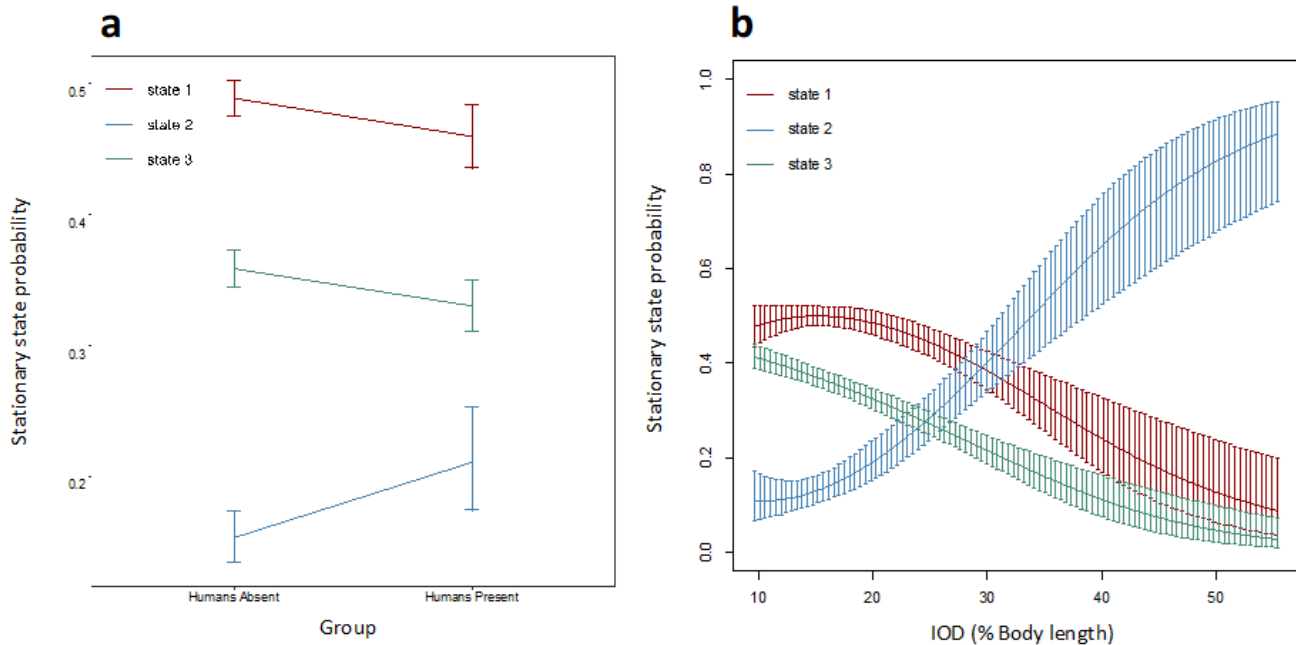 a
state 1
state 2
state 3
0.5
0.4
0.3
0.2
Stationary state probability
Humans Absent
Humans Present
Group
b
state 1
state 2
state 3
1.0
0.8
0.6
0.4
0.2
0.0
Stationary state probability
10 20 30 40 50
IOD (% Body length)